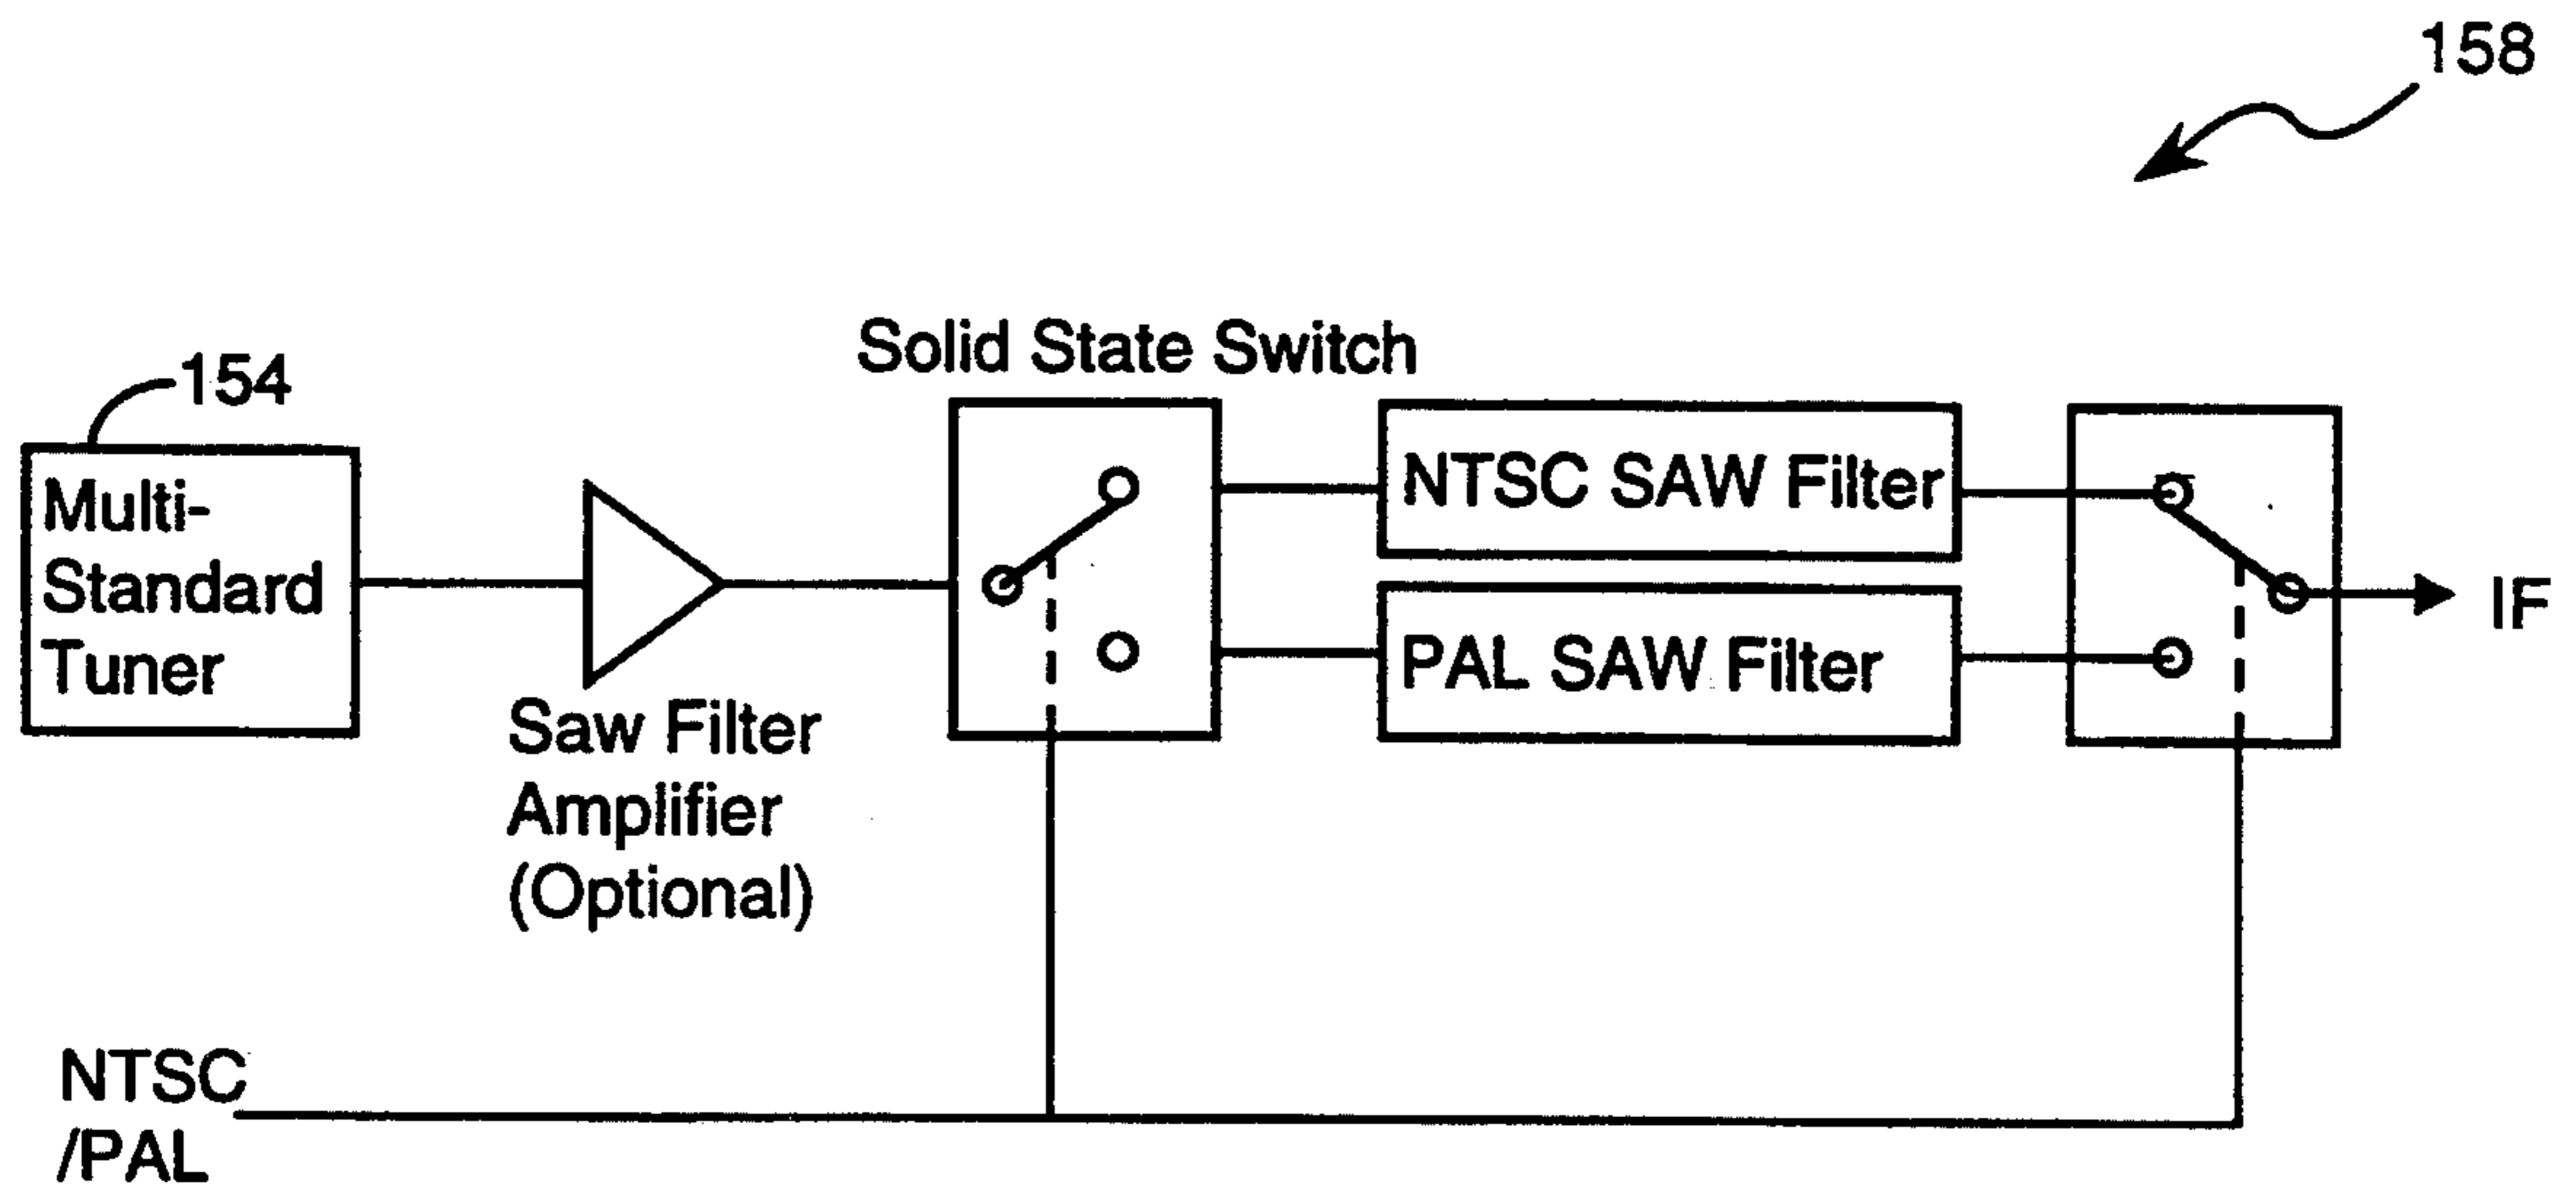 158
Solid State Switch
154
Multi-
Standard
Tuner
NTSC SAW Filter
PAL SAW Filter
IF
Saw Filter
Amplifier
(Optional)
NTSC
/PAL